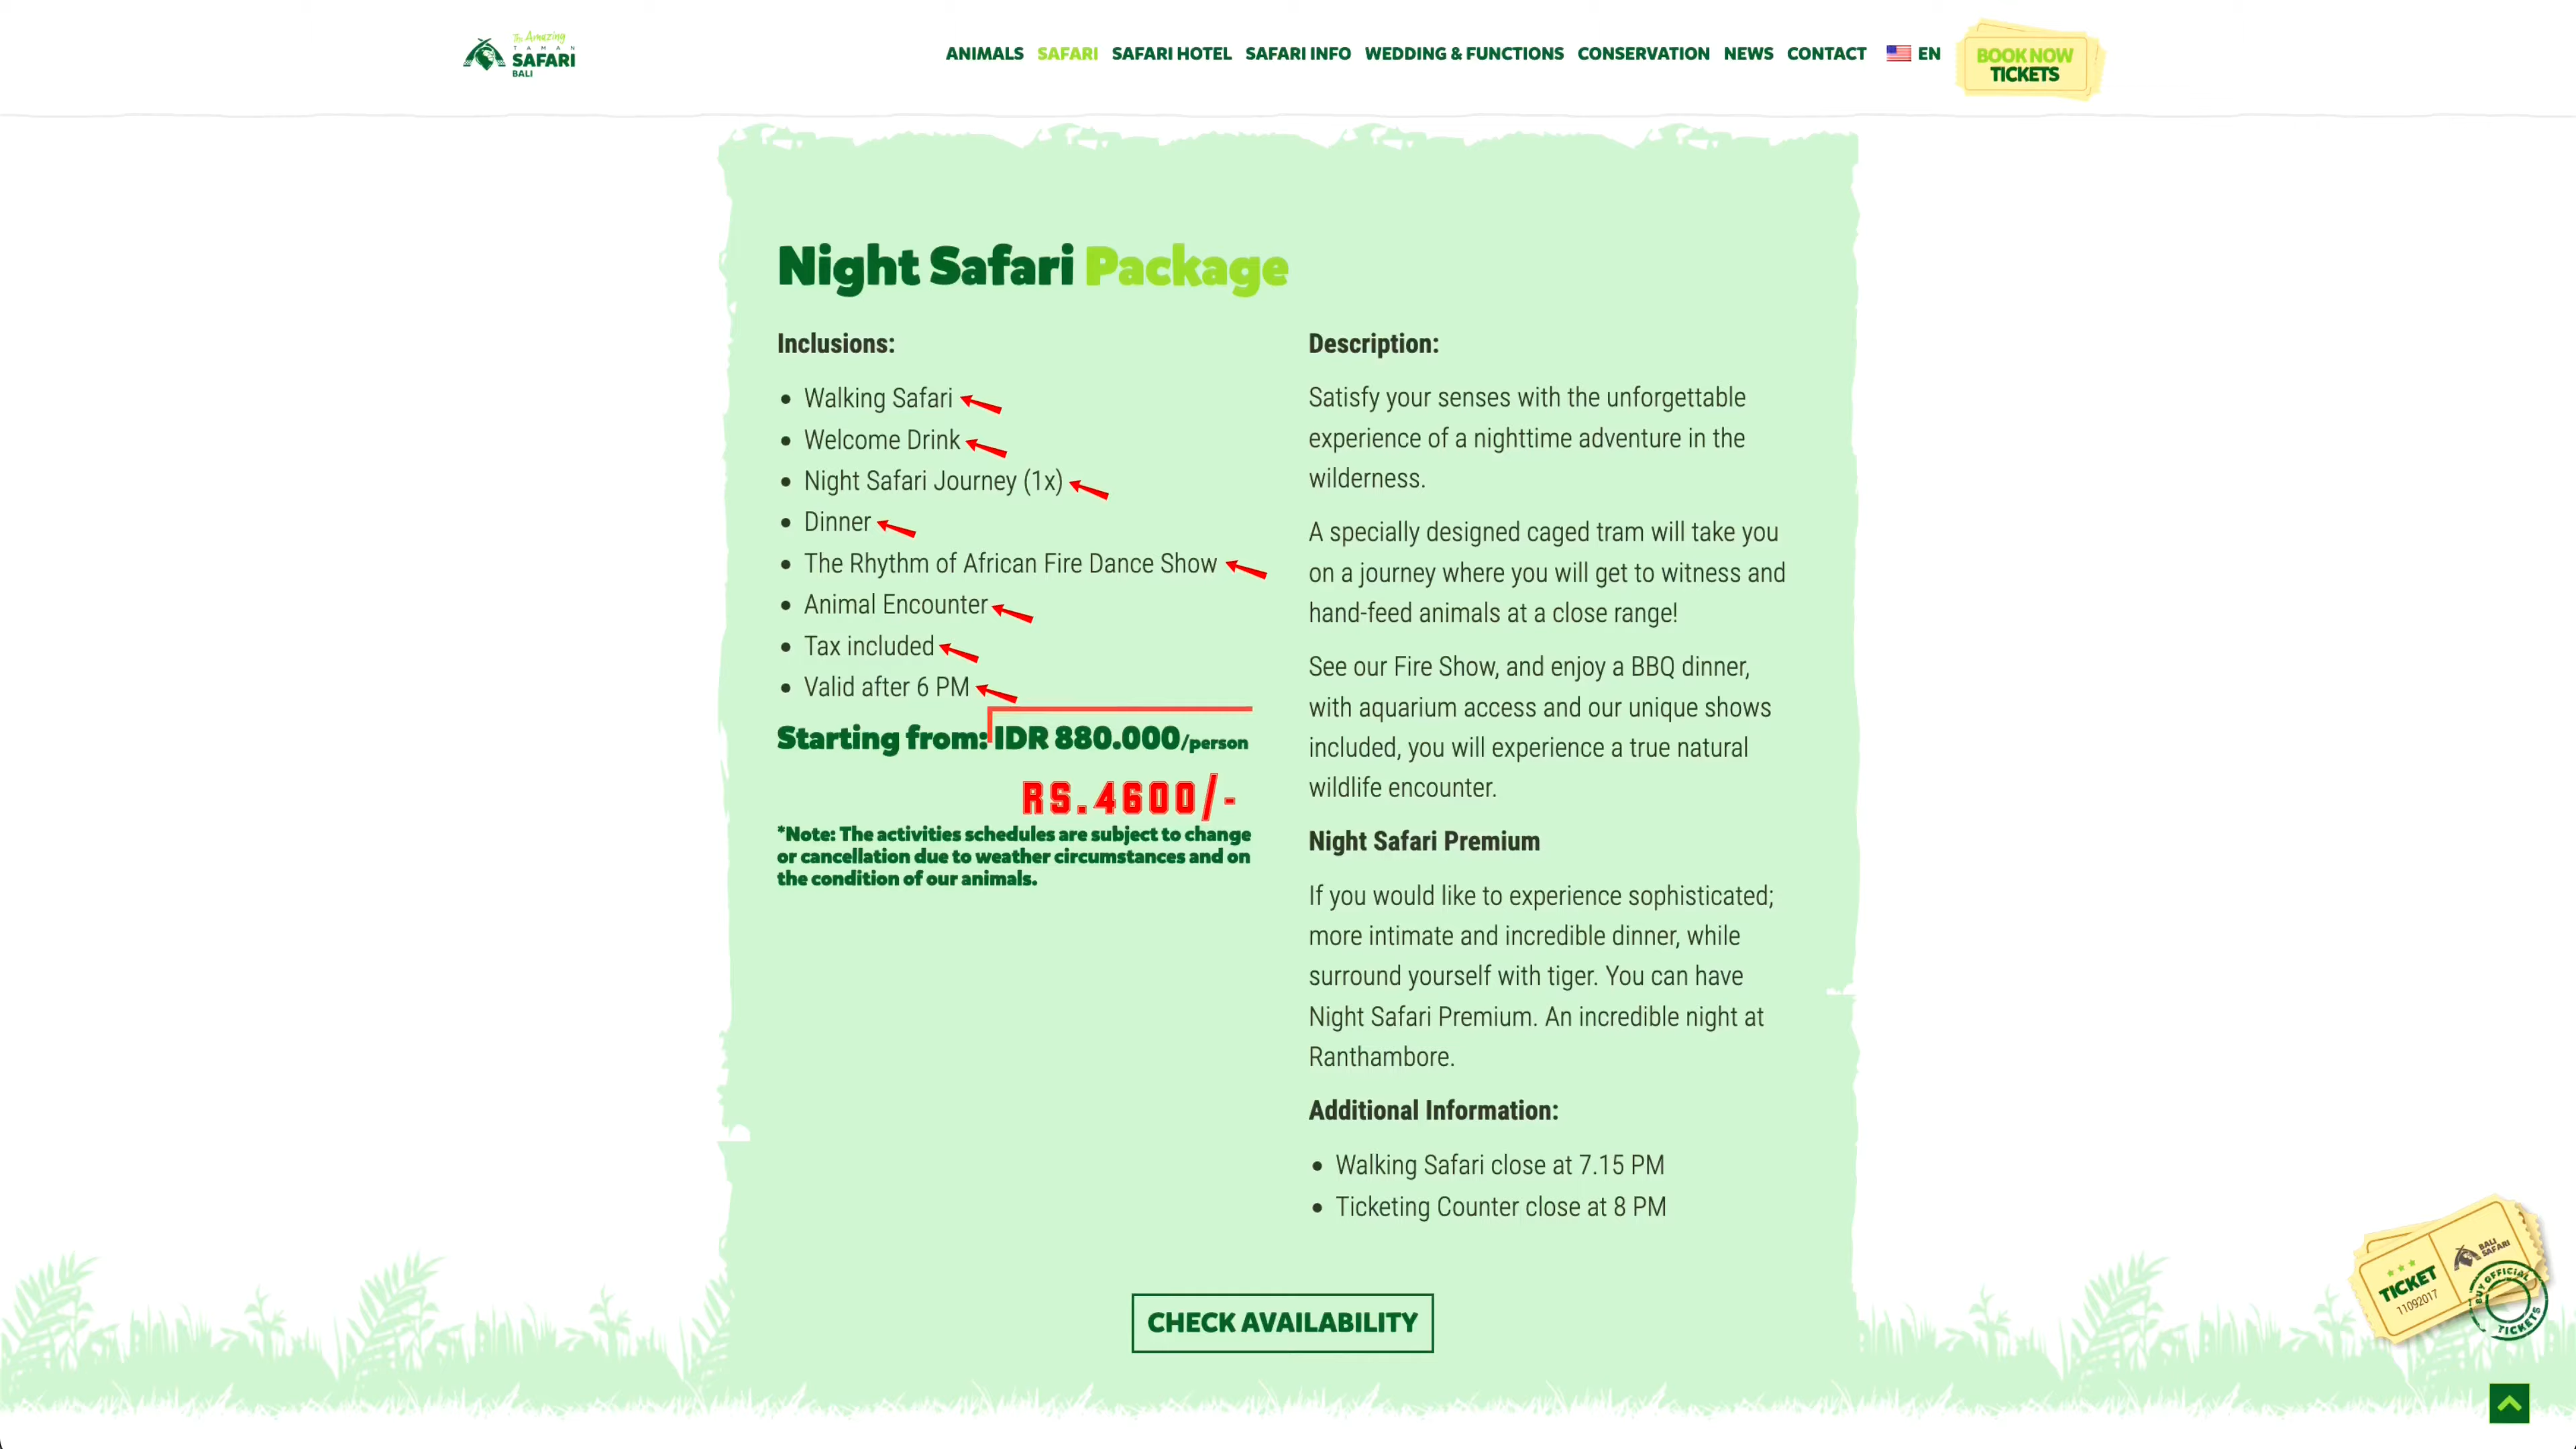 The Amazing
TAMAN
SAFARI
BALI
ANIMALS SAFARI SAFARI HOTEL SAFARI INFO WEDDING & FUNCTIONS CONSERVATION NEWS CONTACT EN
BOOK NOW
TICKETS
Night Safari Package
Inclusions:
• Walking Safari
• Welcome Drink
• Night Safari Journey (1x)
• Dinner
• The Rhythm of African Fire Dance Show
• Animal Encounter
• Tax included
• Valid after 6 PM
Starting from: IDR 880.000/person
RS.4600/-
*Note: The activities schedules are subject to change
or cancellation due to weather circumstances and on
the condition of our animals.
Description:
Satisfy your senses with the unforgettable
experience of a nighttime adventure in the
wilderness.
A specially designed caged tram will take you
on a journey where you will get to witness and
hand-feed animals at a close range!
See our Fire Show, and enjoy a BBQ dinner,
with aquarium access and our unique shows
included, you will experience a true natural
wildlife encounter.
Night Safari Premium
If you would like to experience sophisticated;
more intimate and incredible dinner, while
surround yourself with tiger. You can have
Night Safari Premium. An incredible night at
Ranthambore.
Additional Information:
• Walking Safari close at 7.15 PM
• Ticketing Counter close at 8 PM
CHECK AVAILABILITY
TICKET
11092017
BALI
SAFARI
BUY OFFICIAL
TICKETS